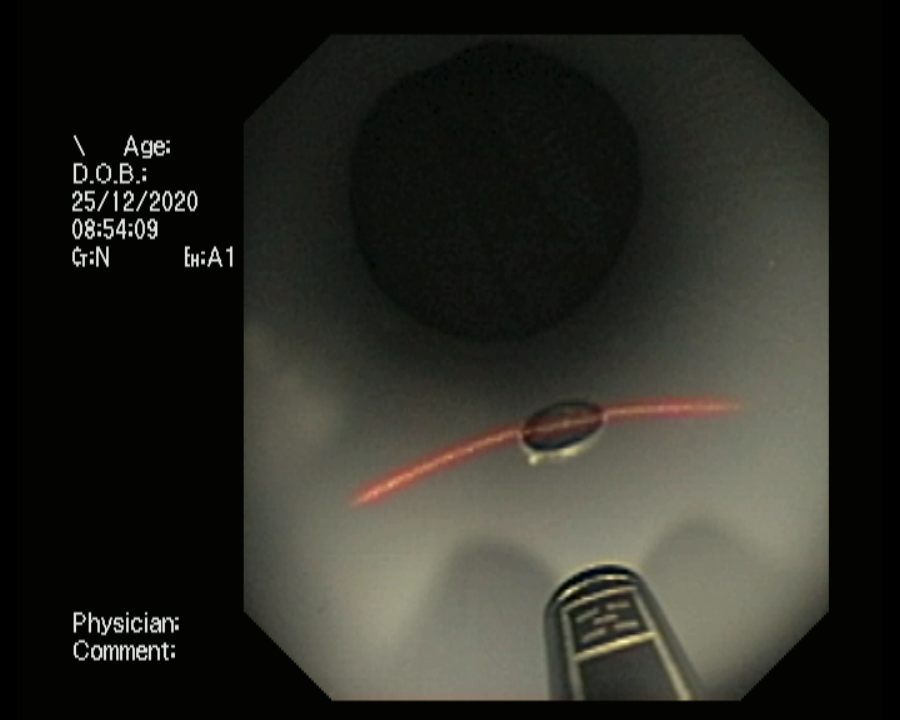 \ Age:
D.O.B.:
25/12/2020
08:54:09
Cr:N EH:A1
Physician:
Comment: